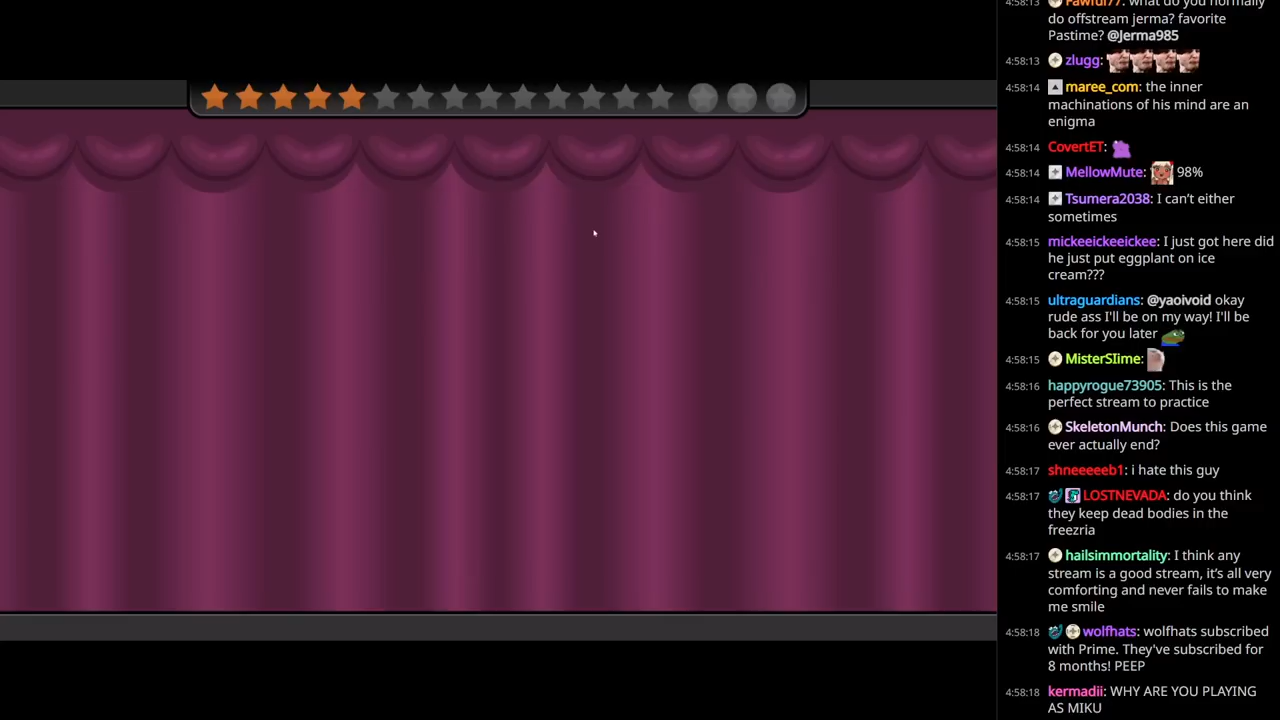 4:58:13 Fawful77: what do you normally
do offstream jerma? favorite
Pastime? @Jerma985
4:58:13 zlugg:
4:58:14 maree_com: the inner
machinations of his mind are an
enigma
4:58:14 CovertET:
4:58:14 MellowMute: 98%
4:58:14 Tsumera2038: I can't either
sometimes
4:58:15 mickeeickeeickee: I just got here did
he just put eggplant on ice
cream???
4:58:15 ultraguardians: @yaoivoid okay
rude ass I'll be on my way! I'll be
back for you later
4:58:15 MisterSlime:
4:58:16 happyrogue73905: This is the
perfect stream to practice
4:58:16 SkeletonMunch: Does this game
ever actually end?
4:58:17 shneeeeeb1: i hate this guy
4:58:17 LOSTNEVADA: do you think
they keep dead bodies in the
freezria
4:58:17 hailsimmortality: I think any
stream is a good stream, it's all very
comforting and never fails to make
me smile
4:58:18 wolfhats: wolfhats subscribed
with Prime. They've subscribed for
8 months! PEEP
4:58:18 kermadii: WHY ARE YOU PLAYING
AS MIKU